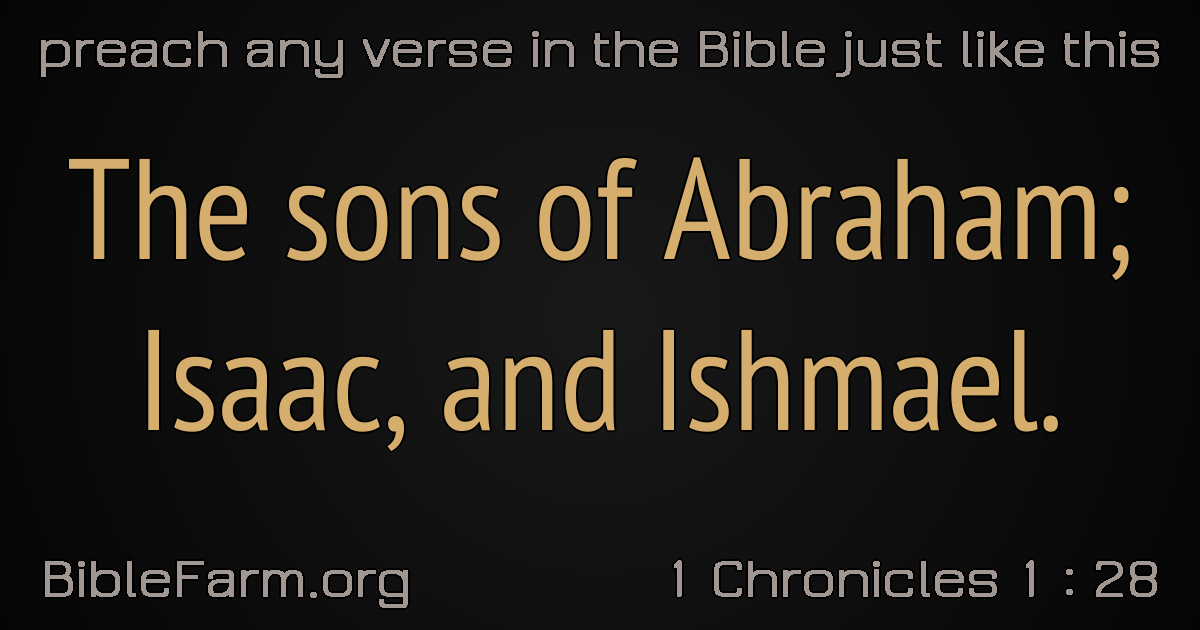 preach any verse in the Bible just like this
The sons of Abraham;
Isaac, and Ishmael.
BibleFarm.org 1 Chronicles 1 : 28